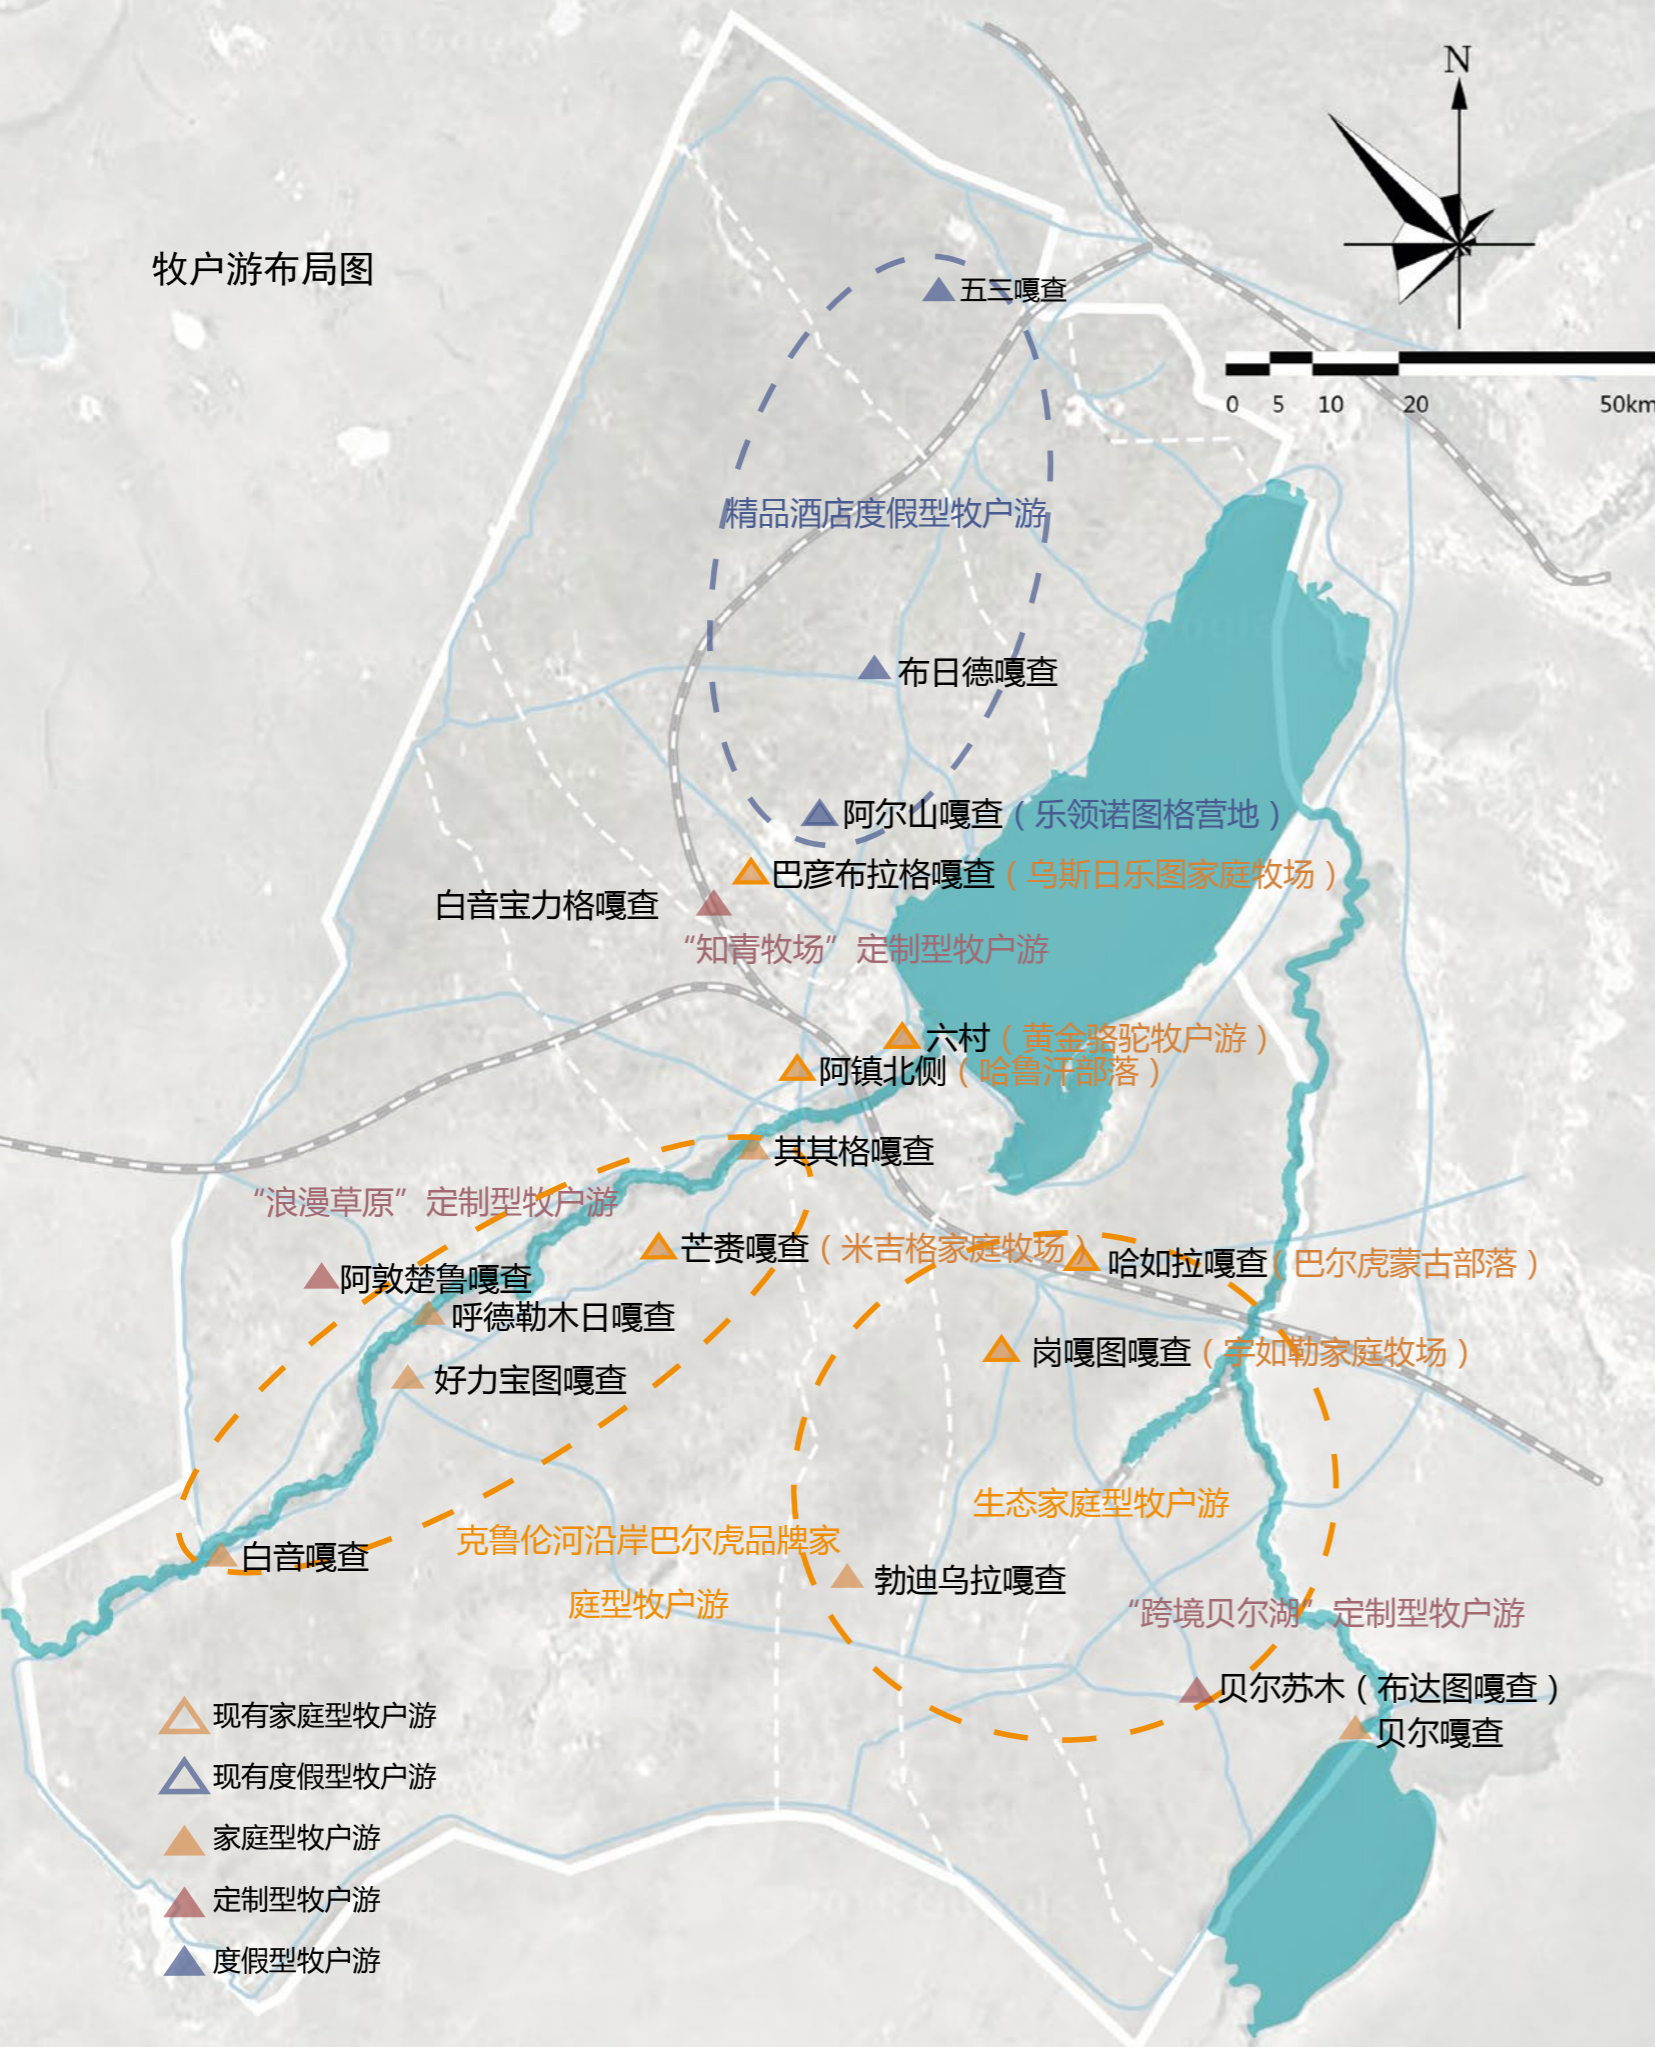 N
牧户游布局图
五三嘎查
0 5 10 20 50km
精品酒店度假型牧户游
布日德嘎查
阿尔山嘎查（乐领诺图格营地）
巴彦布拉格嘎查（乌斯日乐图家庭牧场）
白音宝力格嘎查
“知青牧场”定制型牧户游
六村（黄金骆驼牧户游）
阿镇北侧（哈鲁汗部落）
其其格嘎查
“浪漫草原”定制型牧户游
芒赉嘎查（米吉格家庭牧场）
哈如拉嘎查（巴尔虎蒙古部落）
阿敦楚鲁嘎查
呼德勒木日嘎查
岗嘎图嘎查（宇如勒家庭牧场）
好力宝图嘎查
生态家庭型牧户游
克鲁伦河沿岸巴尔虎品牌家
庭型牧户游
白音嘎查
勃迪乌拉嘎查
“跨境贝尔湖”定制型牧户游
贝尔苏木（布达图嘎查）
贝尔嘎查
现有家庭型牧户游
现有度假型牧户游
家庭型牧户游
定制型牧户游
度假型牧户游